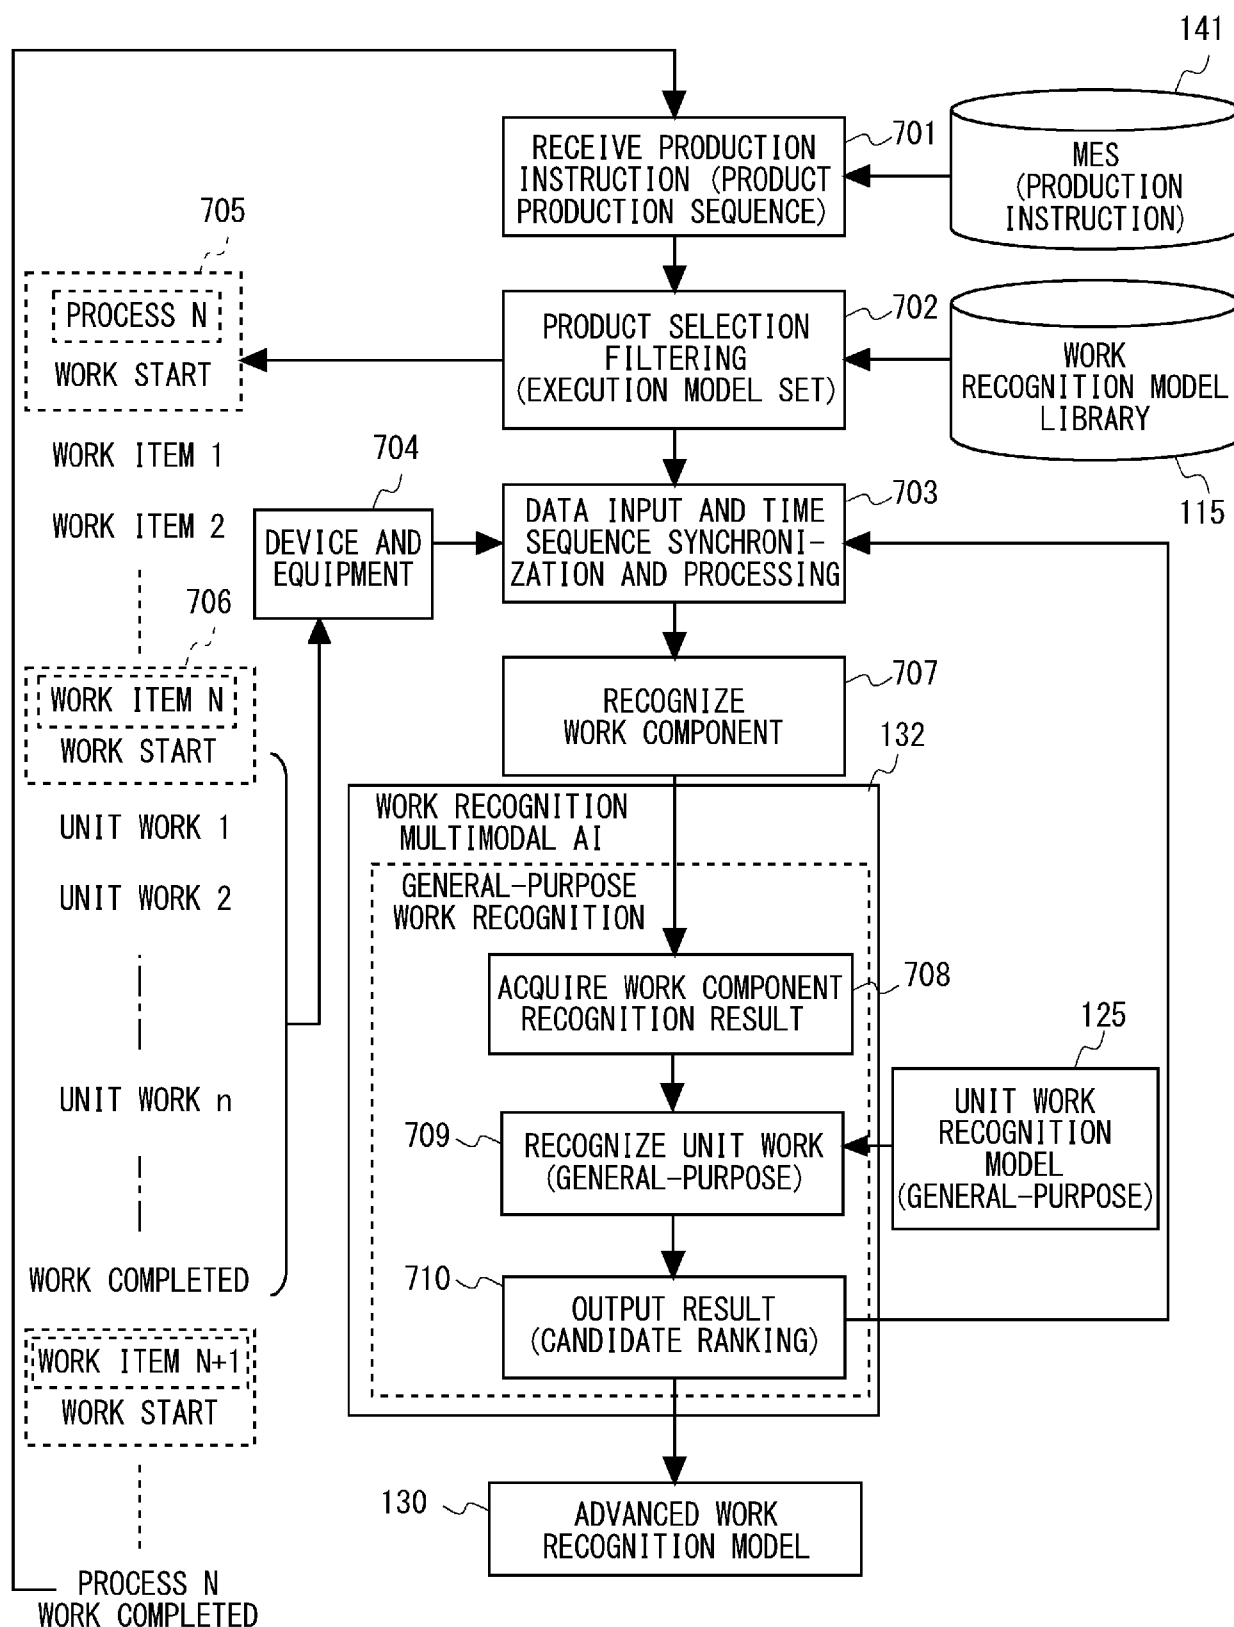 141
701
RECEIVE PRODUCTION
INSTRUCTION (PRODUCT
PRODUCTION SEQUENCE)
MES
(PRODUCTION
INSTRUCTION)
705
PROCESS N
WORK START
702
PRODUCT SELECTION
FILTERING
(EXECUTION MODEL SET)
WORK
RECOGNITION MODEL
LIBRARY
115
WORK ITEM 1
WORK ITEM 2
704
DEVICE AND
EQUIPMENT
703
DATA INPUT AND TIME
SEQUENCE SYNCHRONI-
ZATION AND PROCESSING
706
WORK ITEM N
WORK START
707
RECOGNIZE
WORK COMPONENT
132
WORK RECOGNITION
MULTIMODAL AI
GENERAL-PURPOSE
WORK RECOGNITION
UNIT WORK 1
UNIT WORK 2
708
ACQUIRE WORK COMPONENT
RECOGNITION RESULT
125
UNIT WORK
RECOGNITION
MODEL
(GENERAL-PURPOSE)
UNIT WORK n
709
RECOGNIZE UNIT WORK
(GENERAL-PURPOSE)
WORK COMPLETED
710
OUTPUT RESULT
(CANDIDATE RANKING)
WORK ITEM N+1
WORK START
130
ADVANCED WORK
RECOGNITION MODEL
PROCESS N
WORK COMPLETED